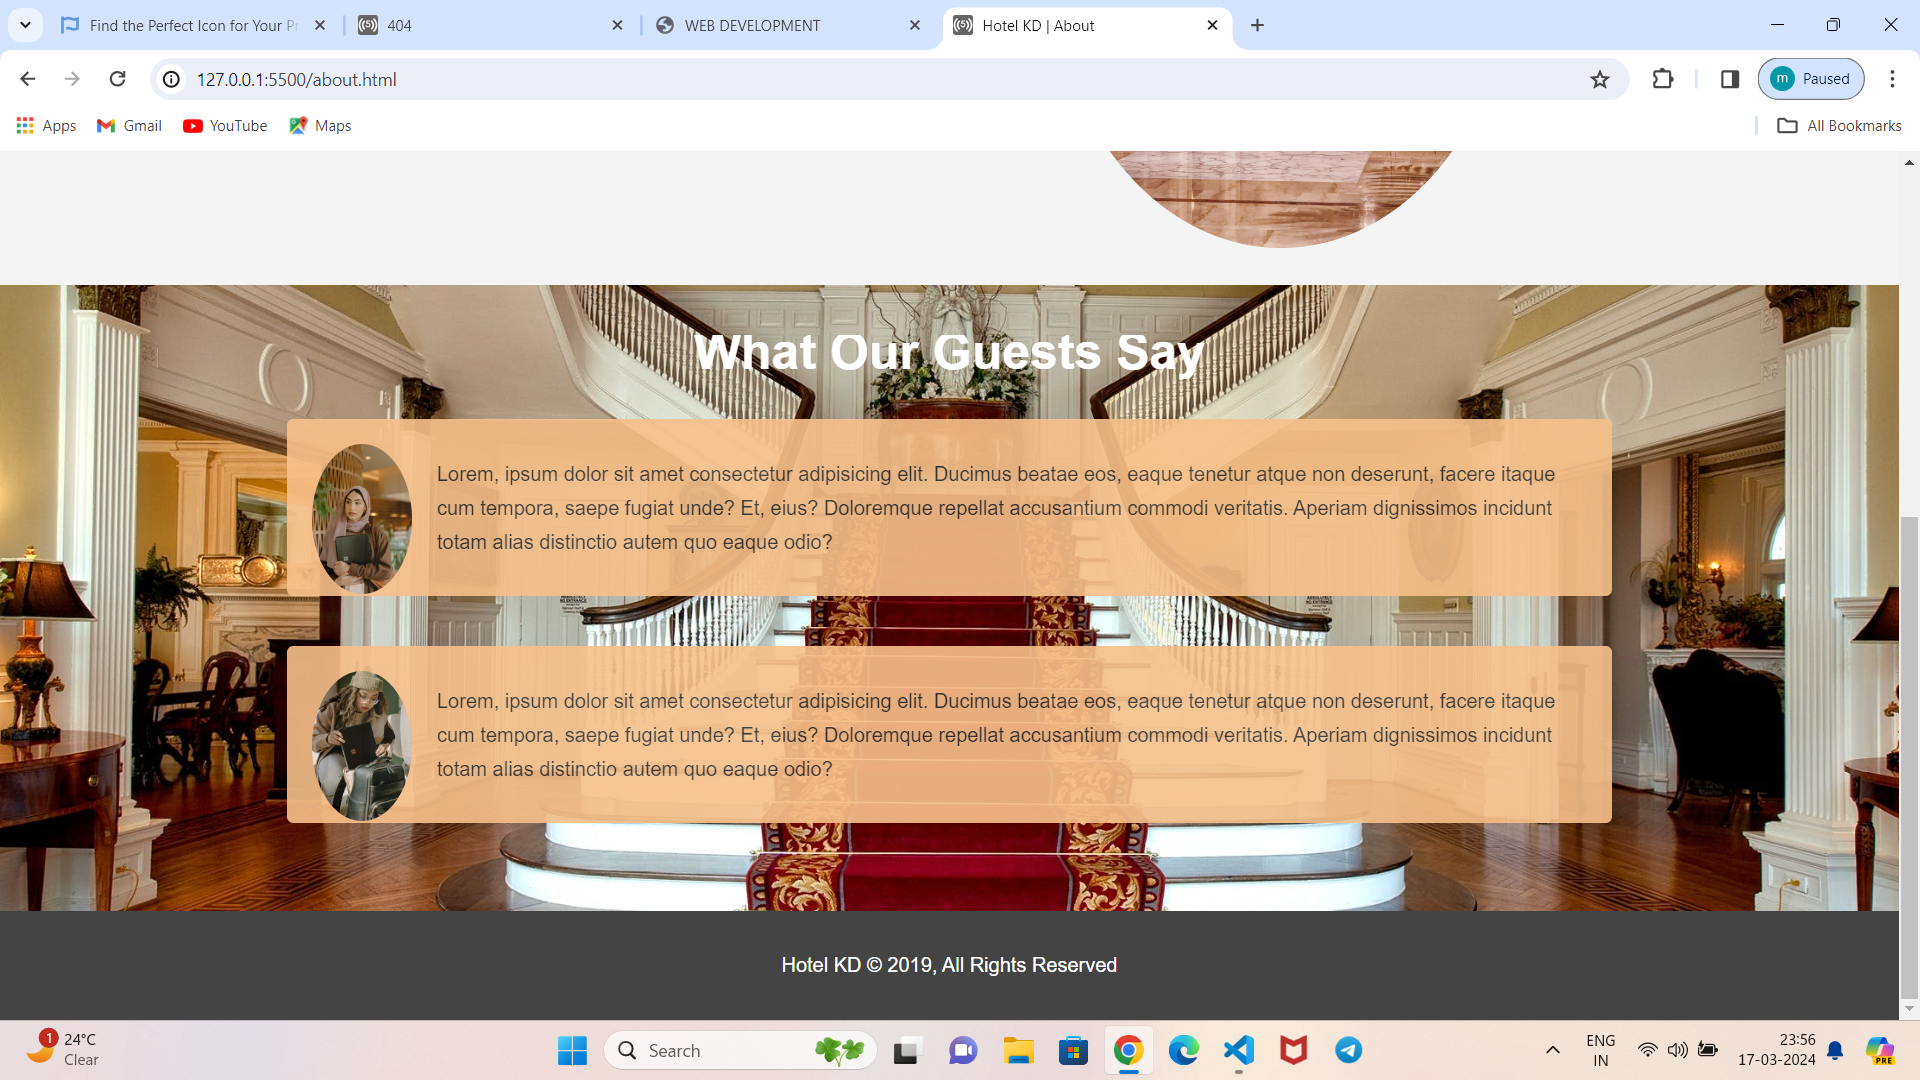 Find the Perfect Icon for Your Pr
404
WEB DEVELOPMENT
Hotel KD | About
127.0.0.1:5500/about.html
m Paused
Apps Gmail YouTube Maps
All Bookmarks
What Our Guests Say
Lorem, ipsum dolor sit amet consectetur adipisicing elit. Ducimus beatae eos, eaque tenetur atque non deserunt, facere itaque
cum tempora, saepe fugiat unde? Et, eius? Doloremque repellat accusantium commodi veritatis. Aperiam dignissimos incidunt
totam alias distinctio autem quo eaque odio?
Lorem, ipsum dolor sit amet consectetur adipisicing elit. Ducimus beatae eos, eaque tenetur atque non deserunt, facere itaque
cum tempora, saepe fugiat unde? Et, eius? Doloremque repellat accusantium commodi veritatis. Aperiam dignissimos incidunt
totam alias distinctio autem quo eaque odio?
Hotel KD © 2019, All Rights Reserved
1
24°C
Clear
Search
ENG
IN
23:56
17-03-2024
PRE